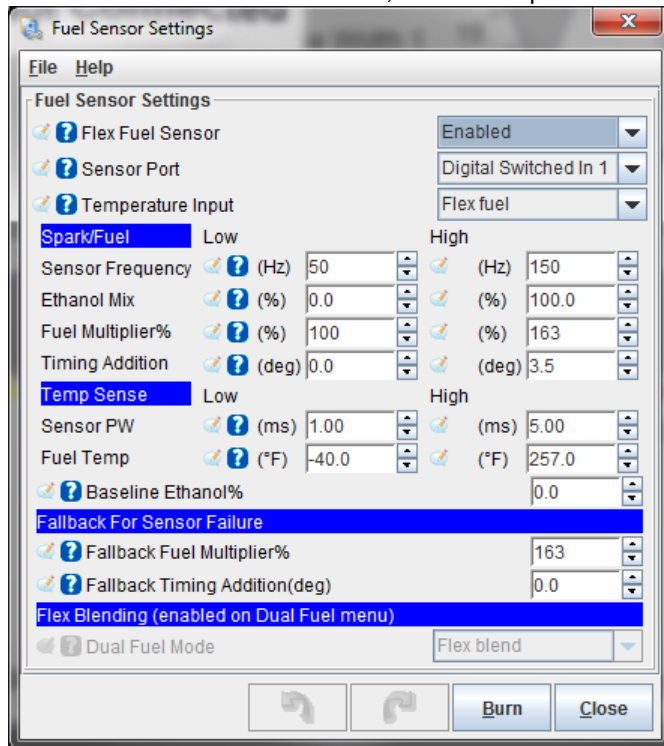 Fuel Sensor Settings
File Help
Fuel Sensor Settings
Flex Fuel Sensor Enabled
Sensor Port Digital Switched In 1
Temperature Input Flex fuel
Spark/Fuel Low High
Sensor Frequency (Hz) 50 (Hz) 150
Ethanol Mix (%) 0.0 (%) 100.0
Fuel Multiplier% (%) 100 (%) 163
Timing Addition (deg) 0.0 (deg) 3.5
Temp Sense Low High
Sensor PW (ms) 1.00 (ms) 5.00
Fuel Temp (°F) -40.0 (°F) 257.0
Baseline Ethanol% 0.0
Fallback For Sensor Failure
Fallback Fuel Multiplier% 163
Fallback Timing Addition(deg) 0.0
Flex Blending (enabled on Dual Fuel menu)
Dual Fuel Mode Flex blend
Burn Close